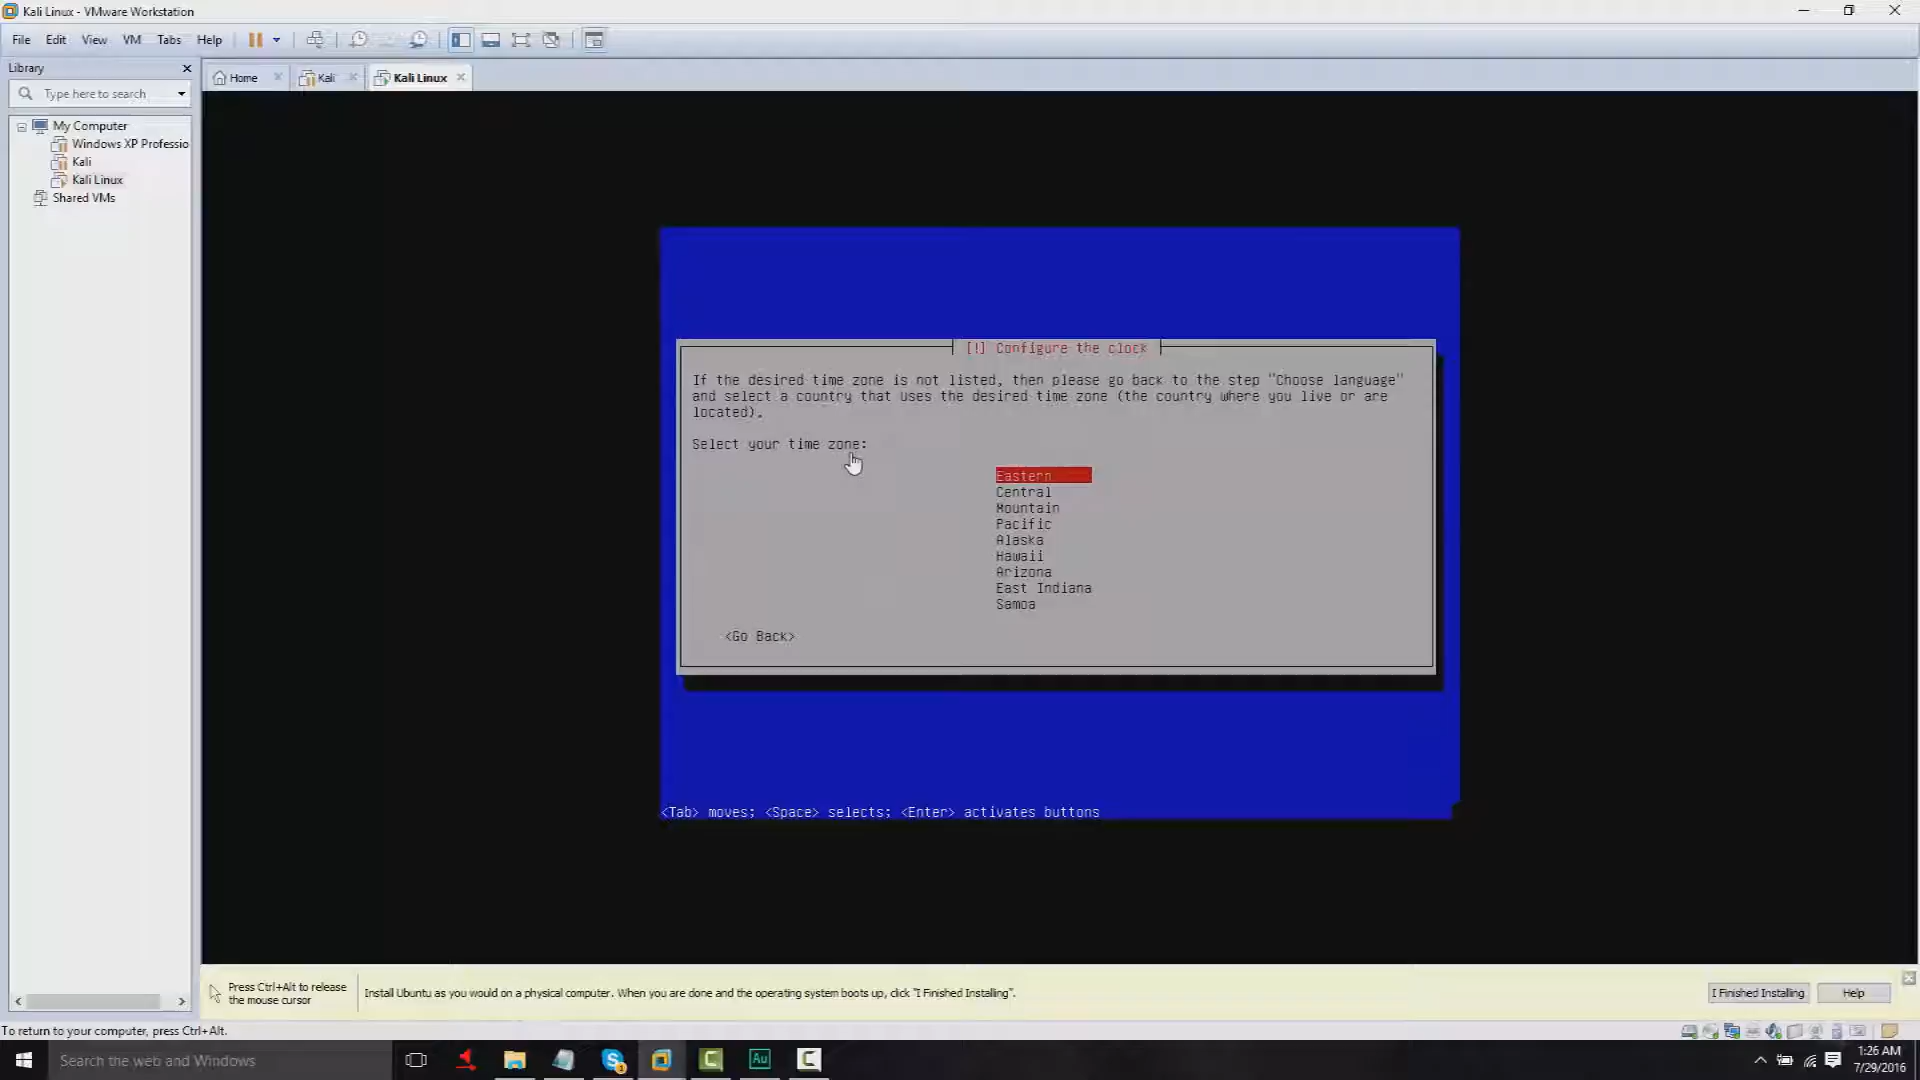 Kali Linux - VMware Workstation
File Edit View VM Tabs Help
Library
Type here to search
My Computer
Windows XP Professio
Kali
Kali Linux
Shared VMs
Home
Kali
Kali Linux
[!] Configure the clock
If the desired time zone is not listed, then please go back to the step "Choose language"
and select a country that uses the desired time zone (the country where you live or are
located).
Select your time zone:
Eastern
Central
Mountain
Pacific
Alaska
Hawaii
Arizona
East Indiana
Samoa
<Go Back>
<Tab> moves; <Space> selects; <Enter> activates buttons
Press Ctrl+Alt to release
the mouse cursor
Install Ubuntu as you would on a physical computer. When you are done and the operating system boots up, click "I Finished Installing".
I Finished Installing
Help
To return to your computer, press Ctrl+Alt.
Search the web and Windows
Au
1:26 AM
7/29/2016